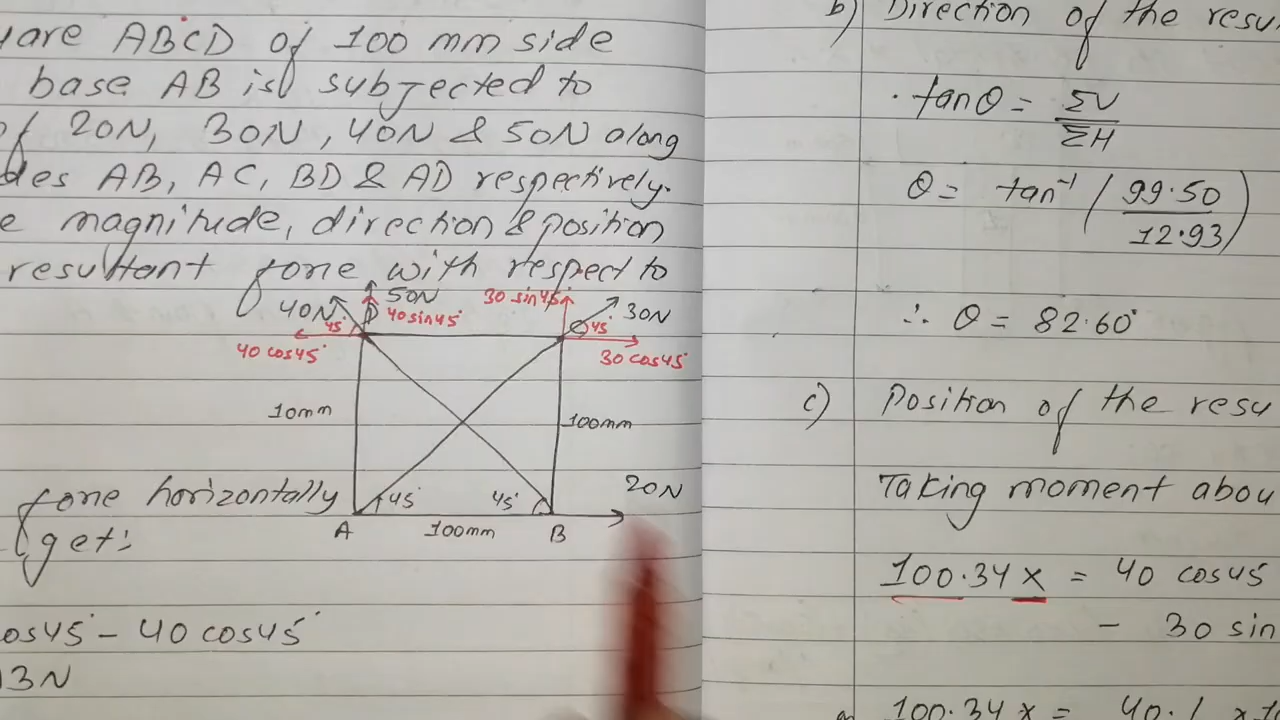 are ABCD of 100 mm side
base AB is subjected to
of 20N, 30N, 40N & 50N along
des AB, AC, BD & AD respectively.
e magnitude, direction & position
resultant force with respect to
40N
50N
D
40sin45°
45°
40 cos45°
30 sin45°
30N
45
30 cos45°
10mm
100mm
45°
45°
20N
A
100mm
B
force horizontally
get:
os45° - 40 cos45°
3N
b) Direction of the resu
tanθ = ΣV
ΣH
θ = tan⁻¹ ( 99.50
12.93 )
∴ θ = 82.60°
c) Position of the resu
Taking moment abou
100.34 x = 40 cos45
- 30 sin
100.34 x = 40.